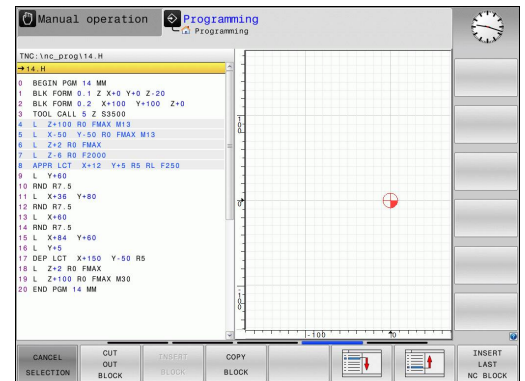 Manual operation
Programming
Programming
TNC:\nc_prog\14.H
→14.H
0 BEGIN PGM 14 MM
1 BLK FORM 0.1 Z X+0 Y+0 Z-20
2 BLK FORM 0.2 X+100 Y+100 Z+0
3 TOOL CALL 5 Z S3500
4 L Z+100 R0 FMAX M13
5 L X-50 Y-50 R0 FMAX M13
6 L Z+2 R0 FMAX
7 L Z-6 R0 F2000
8 APPR LCT X+12 Y+5 R5 RL F250
9 L Y+60
10 RND R7.5
11 L X+36 Y+80
12 RND R7.5
13 L X+60
14 RND R7.5
15 L X+84 Y+60
16 L Y+5
17 DEP LCT X+150 Y-50 R5
18 L Z+2 R0 FMAX
19 L Z+100 R0 FMAX M30
20 END PGM 14 MM
100
0
-100
-100
0
CANCEL SELECTION
CUT OUT BLOCK
INSERT BLOCK
COPY BLOCK
INSERT LAST NC BLOCK